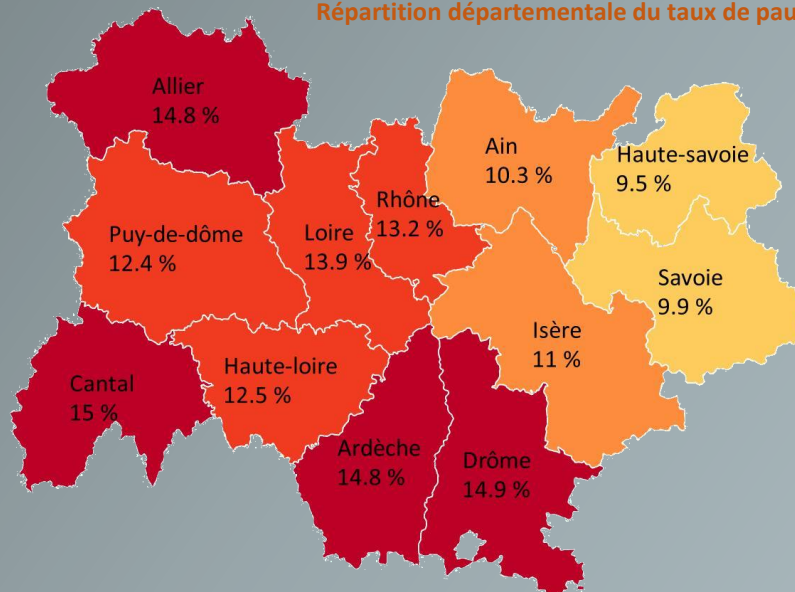 Répartition départementale du taux de pau
Allier
14.8 %
Ain
10.3 %
Haute-savoie
9.5 %
Rhône
13.2 %
Puy-de-dôme
12.4 %
Loire
13.9 %
Savoie
9.9 %
Isère
11 %
Haute-loire
12.5 %
Cantal
15 %
Ardèche
14.8 %
Drôme
14.9 %